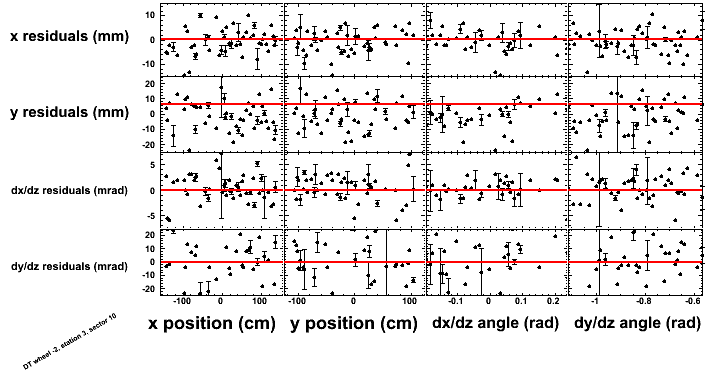 x residuals (mm)
10
5
0
-5
-10
y residuals (mm)
20
10
0
-10
-20
dx/dz residuals (mrad)
5
0
-5
dy/dz residuals (mrad)
20
10
0
-10
-20
-100 0 100 -100 0 100 -0.1 0 0.1 0.2 -1 -0.8 -0.6
x position (cm) y position (cm) dx/dz angle (rad) dy/dz angle (rad)
DT wheel -2, station 3, sector 10